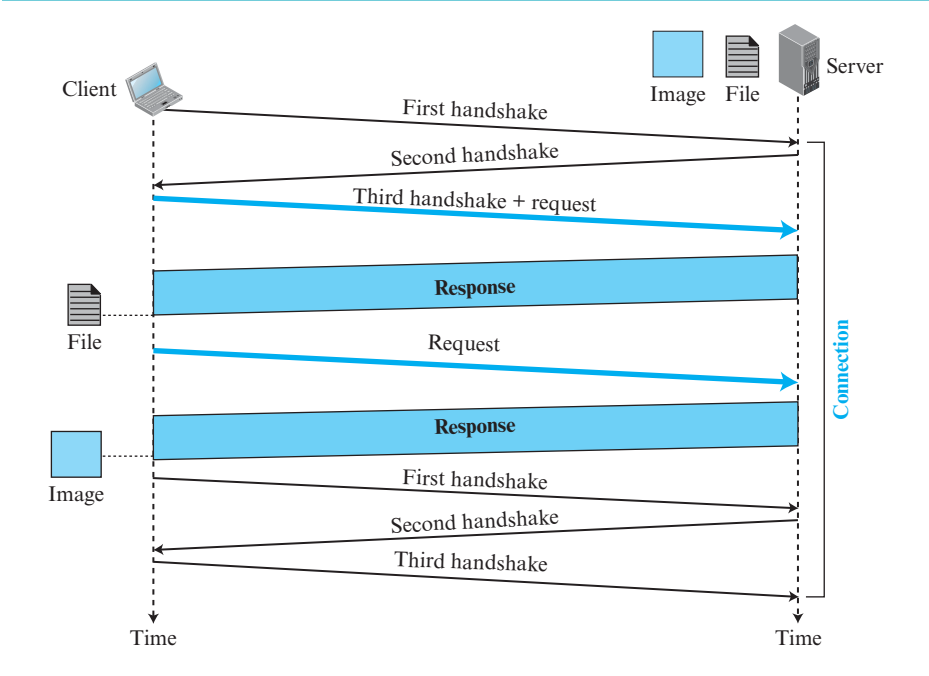 Client
Image
File
Server
First handshake
Second handshake
Third handshake + request
Response
File
Request
Connection
Response
Image
First handshake
Second handshake
Third handshake
Time
Time